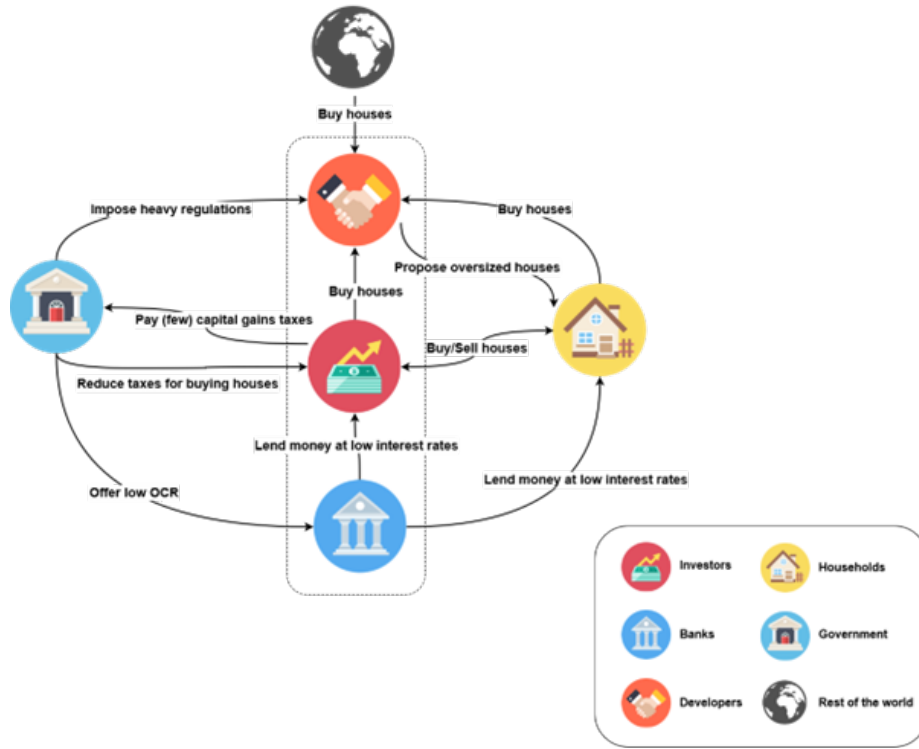 Buy houses
Impose heavy regulations
Buy houses
Propose oversized houses
Buy houses
Pay (few) capital gains taxes
Buy/Sell houses
Reduce taxes for buying houses
Lend money at low interest rates
Lend money at low interest rates
Offer low OCR
Investors
Households
Banks
Government
Developers
Rest of the world